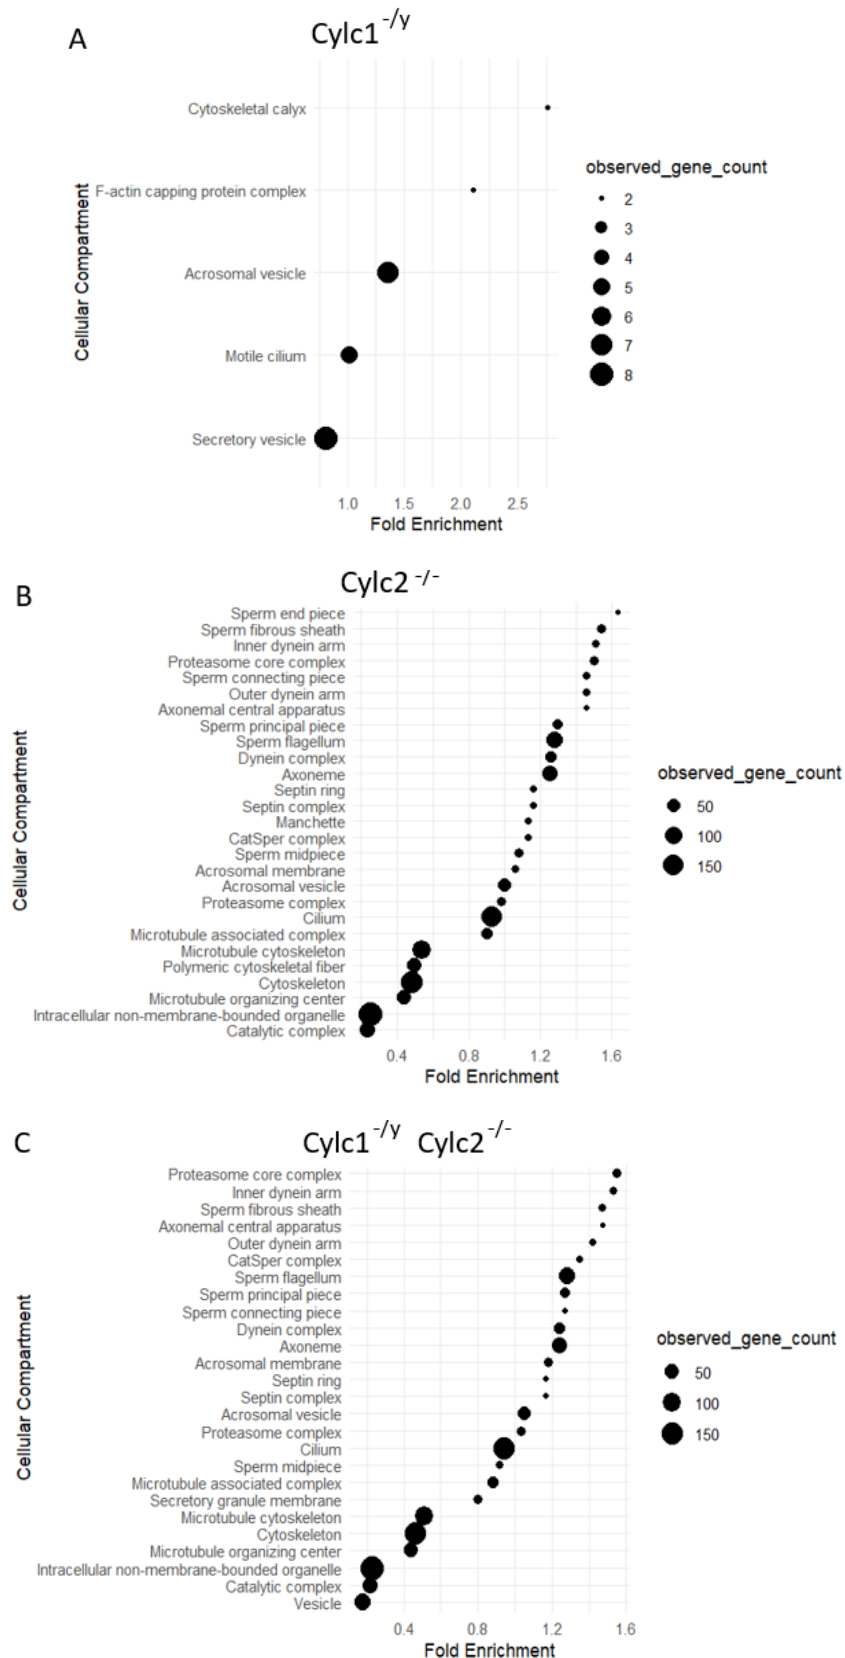 A
Cylc1 -/y
Cytoskeletal calyx
F-actin capping protein complex
Acrosomal vesicle
Motile cilium
Secretory vesicle
Cellular Compartment
1.0 1.5 2.0 2.5
Fold Enrichment
observed_gene_count
2
3
4
5
6
7
8
B
Cylc2 -/-
Sperm end piece
Sperm fibrous sheath
Inner dynein arm
Proteasome core complex
Sperm connecting piece
Outer dynein arm
Axonemal central apparatus
Sperm principal piece
Sperm flagellum
Dynein complex
Axoneme
Septin ring
Septin complex
Manchette
CatSper complex
Sperm midpiece
Acrosomal membrane
Acrosomal vesicle
Proteasome complex
Cilium
Microtubule associated complex
Microtubule cytoskeleton
Polymeric cytoskeletal fiber
Cytoskeleton
Microtubule organizing center
Intracellular non-membrane-bounded organelle
Catalytic complex
Cellular Compartment
0.4 0.8 1.2 1.6
Fold Enrichment
observed_gene_count
50
100
150
C
Cylc1 -/y Cylc2 -/-
Proteasome core complex
Inner dynein arm
Sperm fibrous sheath
Axonemal central apparatus
Outer dynein arm
CatSper complex
Sperm flagellum
Sperm principal piece
Sperm connecting piece
Dynein complex
Axoneme
Acrosomal membrane
Septin ring
Septin complex
Acrosomal vesicle
Proteasome complex
Cilium
Sperm midpiece
Microtubule associated complex
Secretory granule membrane
Microtubule cytoskeleton
Cytoskeleton
Microtubule organizing center
Intracellular non-membrane-bounded organelle
Catalytic complex
Vesicle
Cellular Compartment
0.4 0.8 1.2 1.6
Fold Enrichment
observed_gene_count
50
100
150